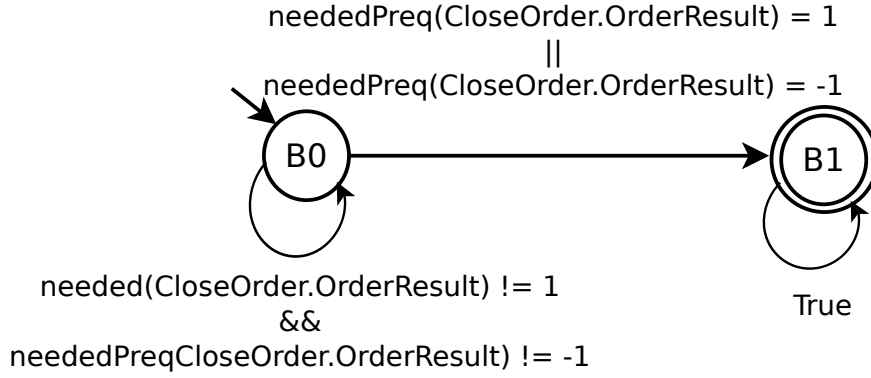 neededPreq(CloseOrder.OrderResult) = 1
||
neededPreq(CloseOrder.OrderResult) = -1
B0
B1
needed(CloseOrder.OrderResult) != 1
&&
neededPreqCloseOrder.OrderResult) != -1
True